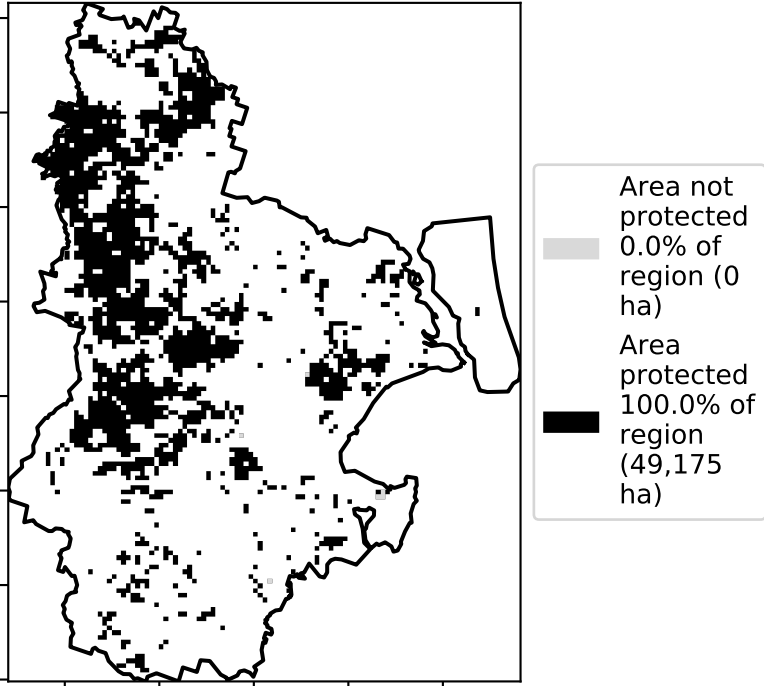 Area not
protected
0.0% of
region (0
ha)
Area
protected
100.0% of
region
(49,175
ha)